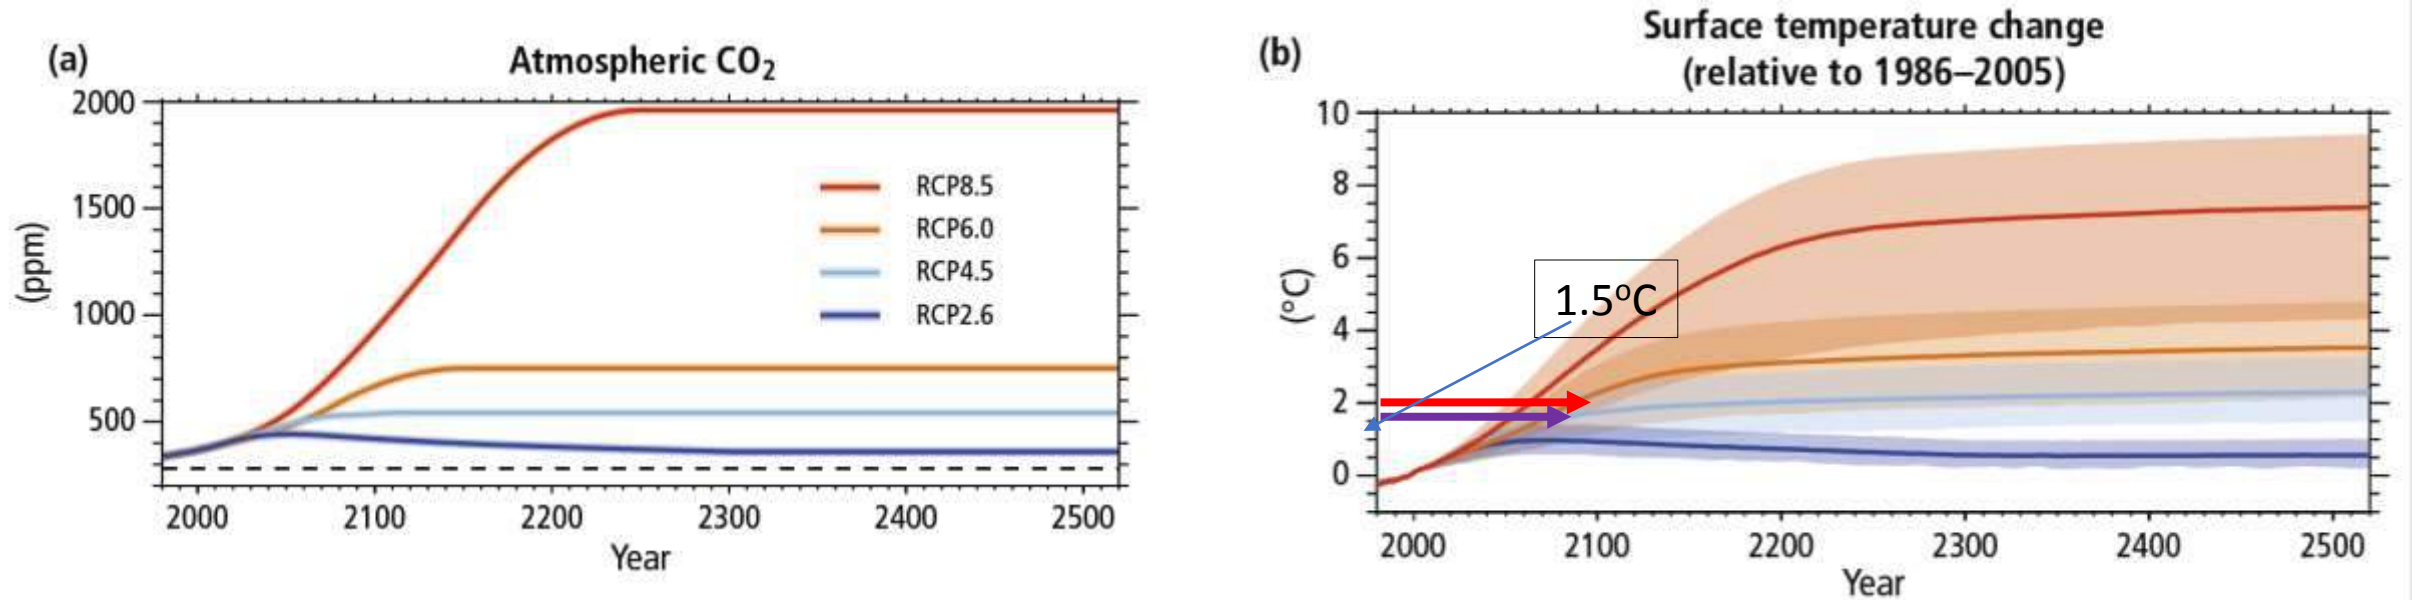 (a)
Atmospheric CO₂
2000
1500
1000
500
(ppm)
RCP8.5
RCP6.0
RCP4.5
RCP2.6
2000 2100 2200 2300 2400 2500
Year
(b)
Surface temperature change
(relative to 1986–2005)
10
8
6
4
2
0
(°C)
1.5ºC
2000 2100 2200 2300 2400 2500
Year